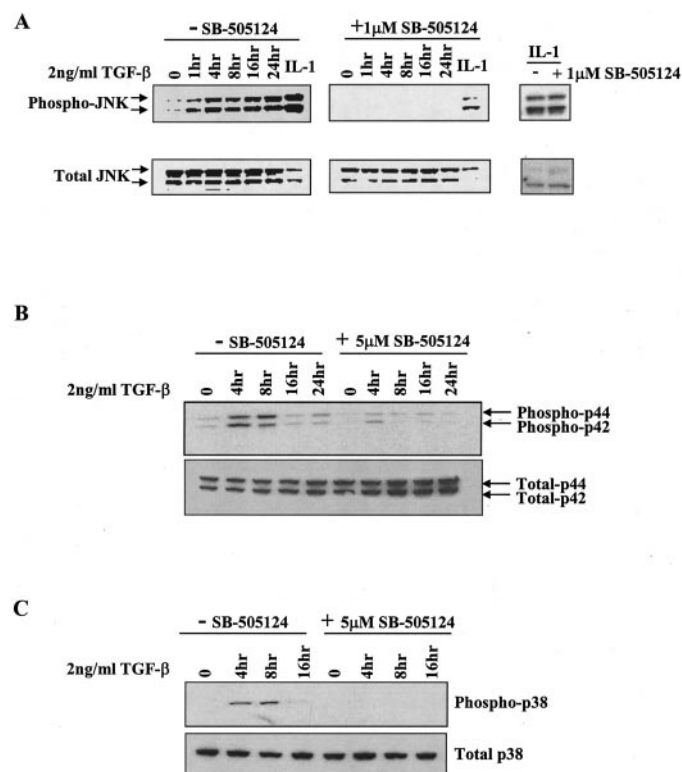 A
- SB-505124
+1µM SB-505124
2ng/ml TGF-β
0 1hr 4hr 8hr 16hr 24hr IL-1
0 1hr 4hr 8hr 16hr 24hr IL-1
IL-1
- + 1µM SB-505124
Phospho-JNK
Total JNK
B
- SB-505124
+ 5µM SB-505124
2ng/ml TGF-β
0 4hr 8hr 16hr 24hr
0 4hr 8hr 16hr 24hr
Phospho-p44
Phospho-p42
Total-p44
Total-p42
C
- SB-505124
+ 5µM SB-505124
2ng/ml TGF-β
0 4hr 8hr 16hr
0 4hr 8hr 16hr
Phospho-p38
Total p38